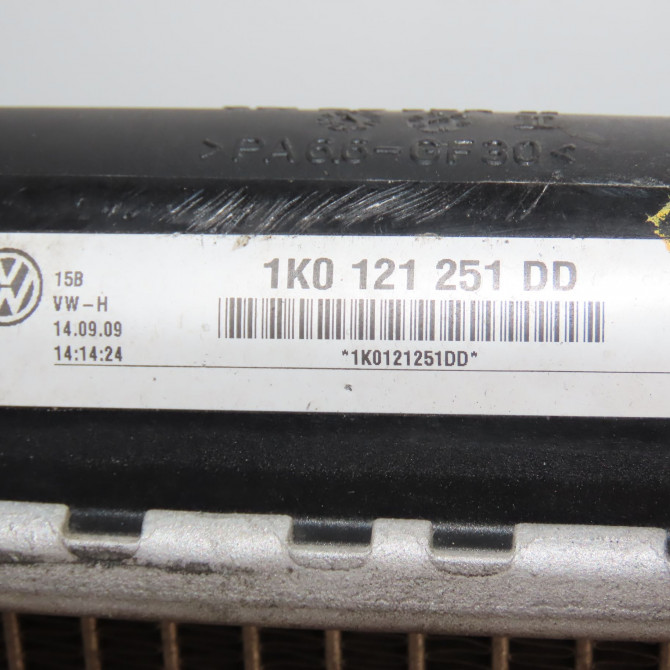 >PA66-GF30<
15B
VW-H
14.09.09
14:14:24
1K0 121 251 DD
*1K0121251DD*